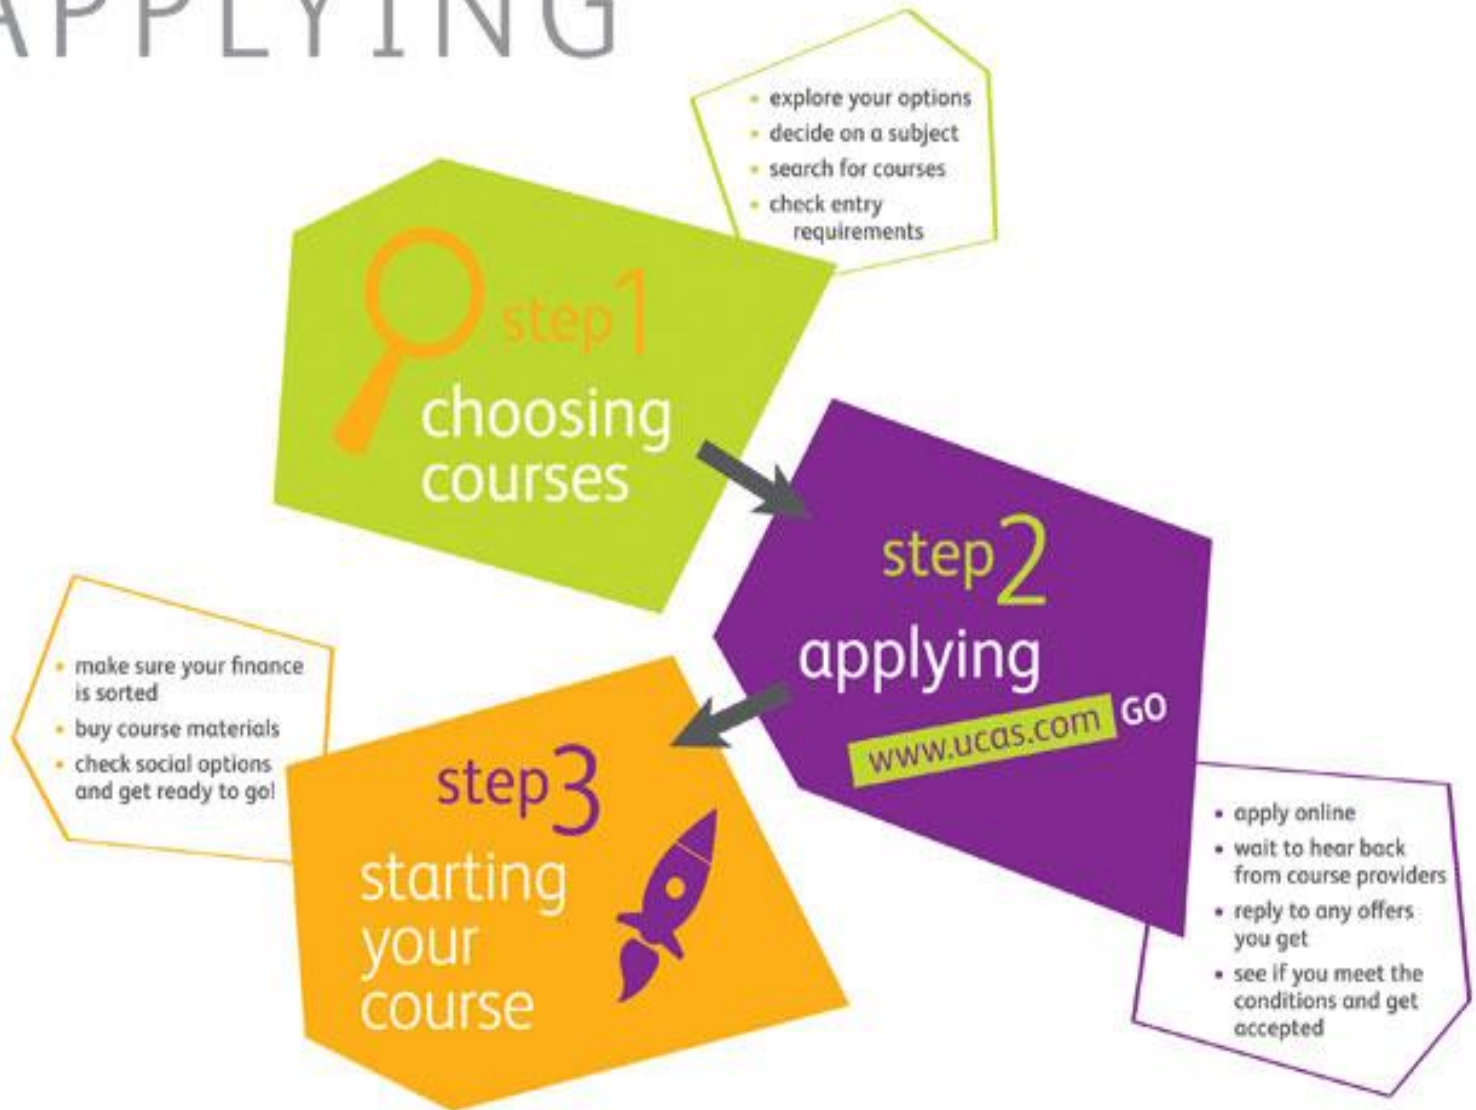 APPLYING
• explore your options
• decide on a subject
• search for courses
• check entry
requirements
step1
choosing
courses
step2
applying
www.ucas.com GO
• apply online
• wait to hear back
from course providers
• reply to any offers
you get
• see if you meet the
conditions and get
accepted
step3
starting
your
course
• make sure your finance
is sorted
• buy course materials
• check social options
and get ready to go!